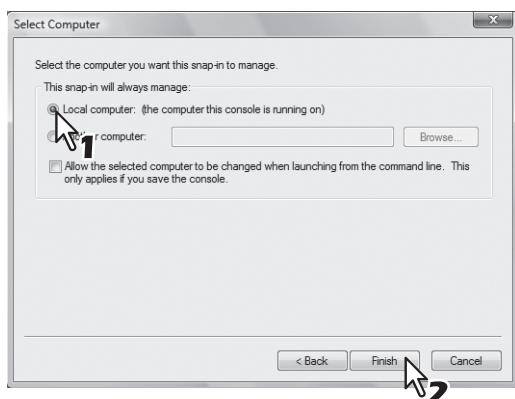 Select Computer
Select the computer you want this snap-in to manage.
This snap-in will always manage:
Local computer: (the computer this console is running on)
computer:
Browse...
Allow the selected computer to be changed when launching from the command line. This
only applies if you save the console.
1
< Back
Finish
Cancel
2